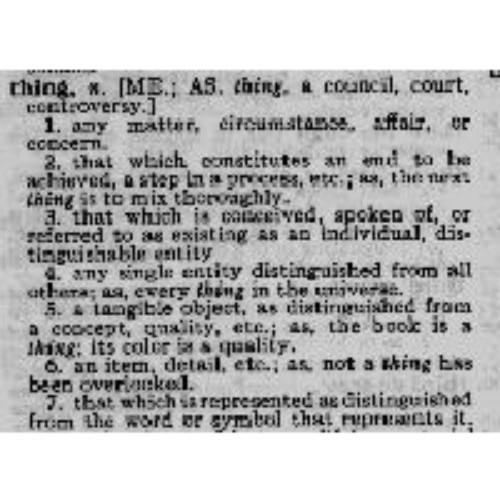 thing, n. [ME.; AS. thing, a council, court,
controversy.]
1. any matter, circumstance, affair, or
concern.
2. that which constitutes an end to be
achieved, a step in a process, etc.; as, the next
thing is to mix thoroughly.
3. that which is conceived, spoken of, or
referred to as existing as an individual, dis-
tinguishable entity
4. any single entity distinguished from all
others; as, every thing in the universe.
5. a tangible object, as distinguished from
a concept, quality, etc.; as, the book is a
thing; its color is a quality.
6. an item, detail, etc.; as, not a thing has
been overlooked.
7. that which is represented as distinguished
from the word or symbol that represents it.